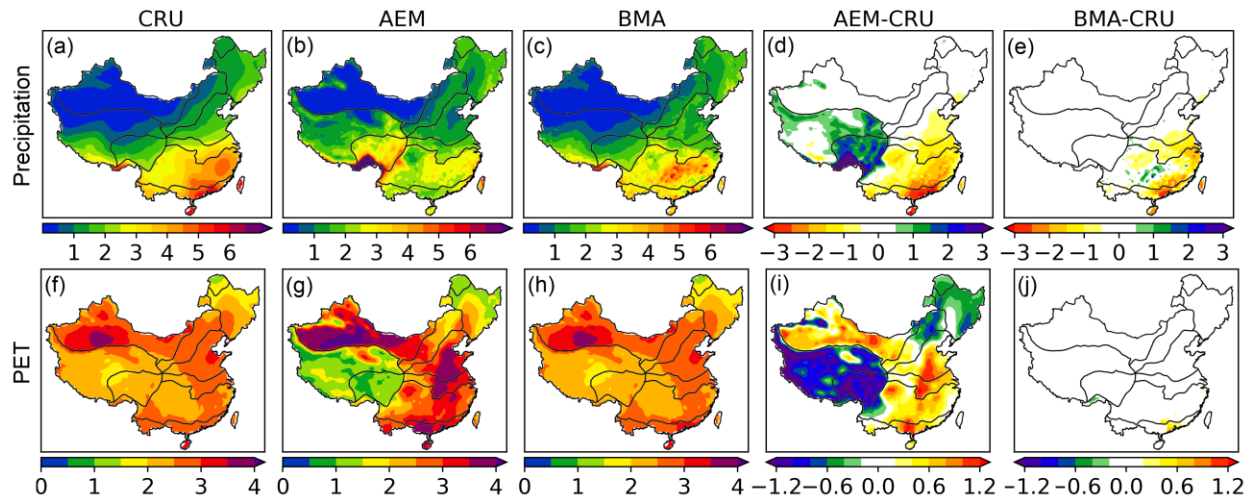 CRU AEM BMA AEM-CRU BMA-CRU
Precipitation
(a) (b) (c) (d) (e)
1 2 3 4 5 6 1 2 3 4 5 6 1 2 3 4 5 6 −3 −2 −1 0 1 2 3 −3 −2 −1 0 1 2 3
PET
(f) (g) (h) (i) (j)
0 1 2 3 4 0 1 2 3 4 0 1 2 3 4 −1.2 −0.6 0.0 0.6 1.2 −1.2 −0.6 0.0 0.6 1.2